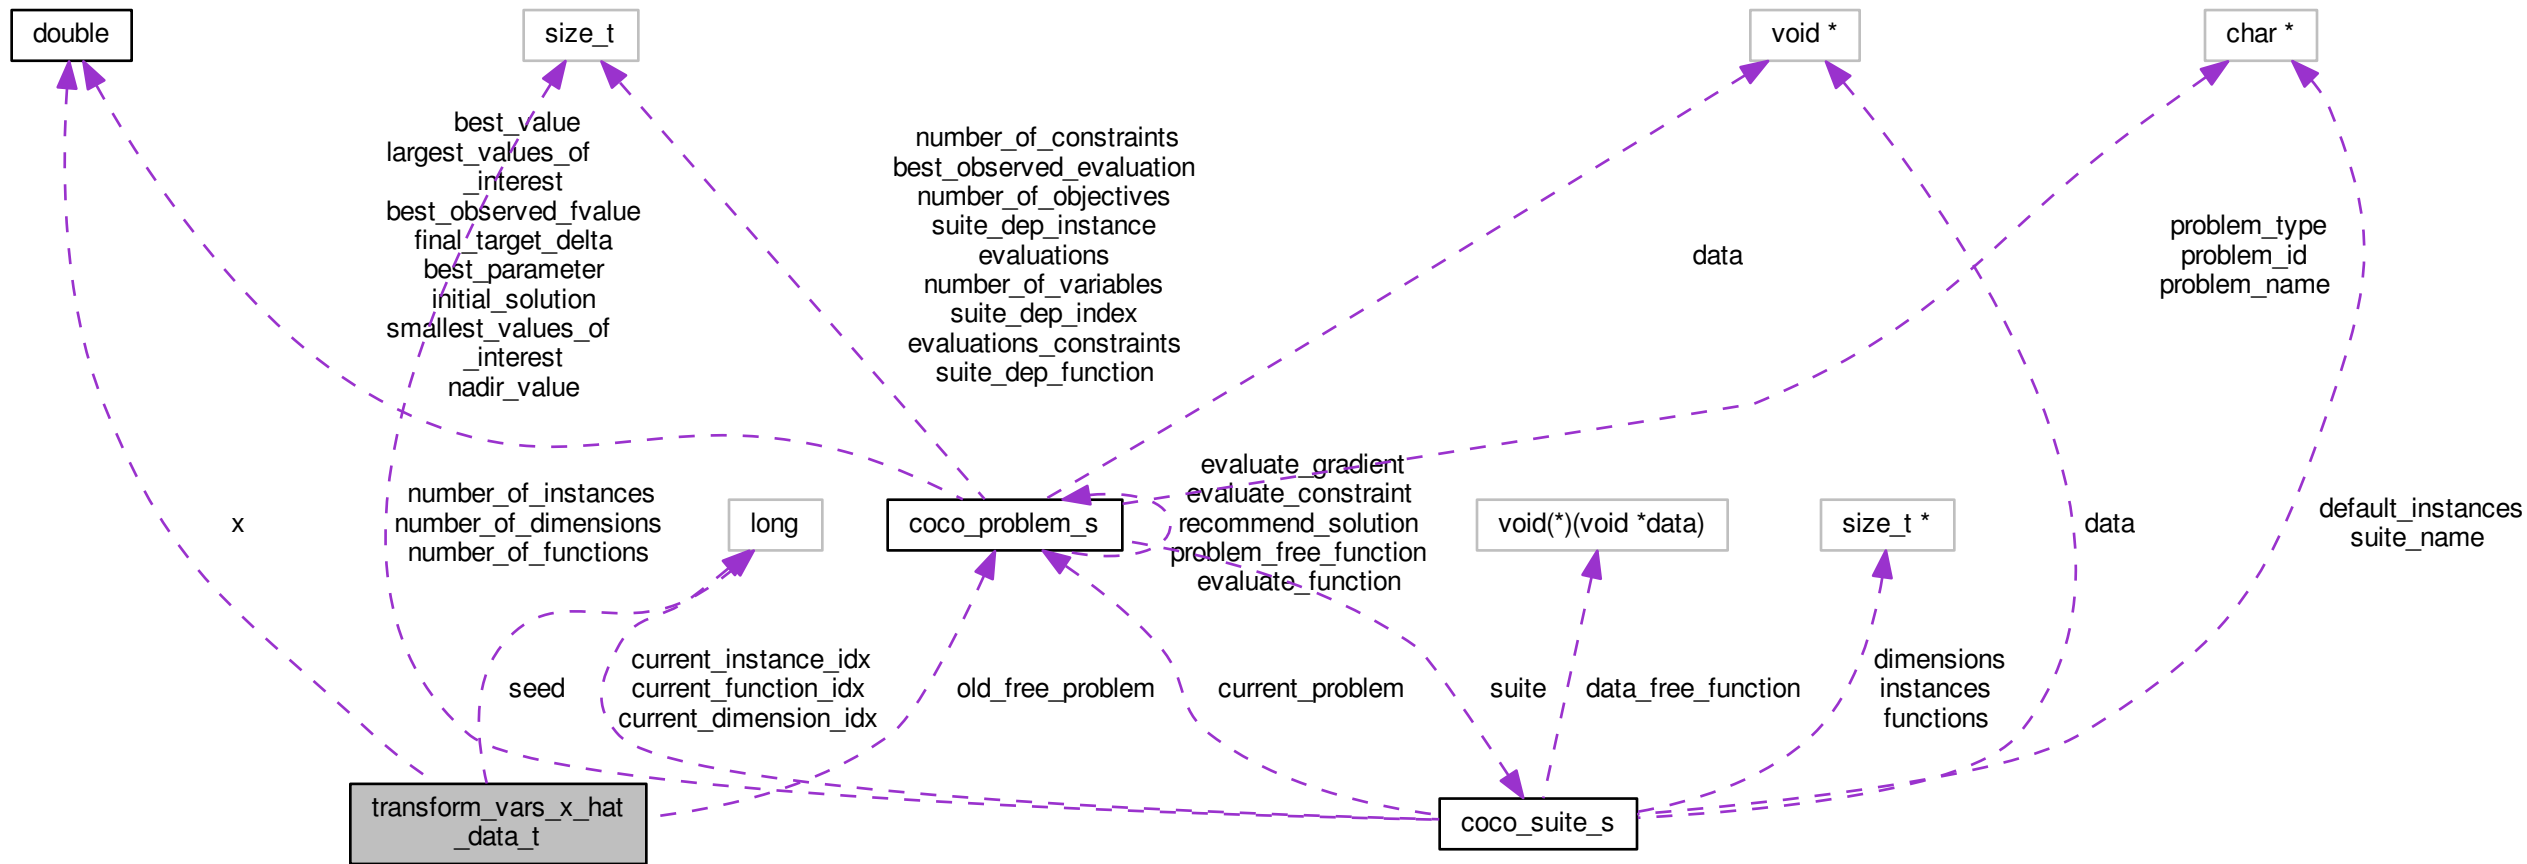 double
size_t
void *
char *
best_value
largest_values_of
_interest
best_observed_fvalue
final_target_delta
best_parameter
initial_solution
smallest_values_of
_interest
nadir_value
number_of_constraints
best_observed_evaluation
number_of_objectives
suite_dep_instance
evaluations
number_of_variables
suite_dep_index
evaluations_constraints
suite_dep_function
data
problem_type
problem_id
problem_name
x
number_of_instances
number_of_dimensions
number_of_functions
long
coco_problem_s
evaluate_gradient
evaluate_constraint
recommend_solution
problem_free_function
evaluate_function
void(*)(void *data)
size_t *
data
default_instances
suite_name
seed
current_instance_idx
current_function_idx
current_dimension_idx
old_free_problem
current_problem
suite
data_free_function
dimensions
instances
functions
transform_vars_x_hat
_data_t
coco_suite_s